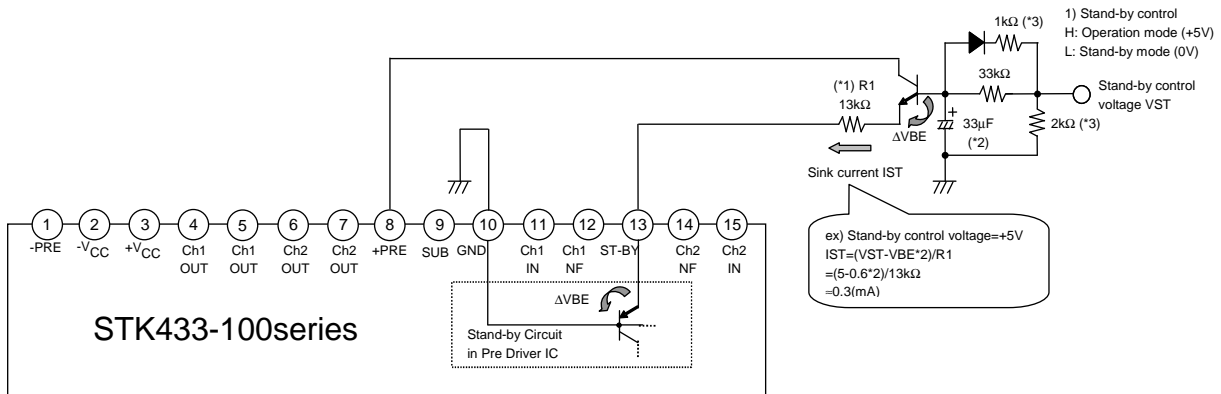 1kΩ (*3)
1) Stand-by control
H: Operation mode (+5V)
L: Stand-by mode (0V)
33kΩ
Stand-by control
voltage VST
(*1) R1
13kΩ
ΔVBE
+
33μF
(*2)
2kΩ (*3)
Sink current IST
ex) Stand-by control voltage=+5V
IST=(VST-VBE*2)/R1
=(5-0.6*2)/13kΩ
≈0.3(mA)
1 2 3 4 5 6 7 8 9 10 11 12 13 14 15
-PRE -VCC +VCC Ch1 Ch1 Ch2 Ch2 +PRE SUB GND Ch1 Ch1 ST-BY Ch2 Ch2
OUT OUT OUT OUT IN NF NF IN
ΔVBE
STK433-100series
Stand-by Circuit
in Pre Driver IC